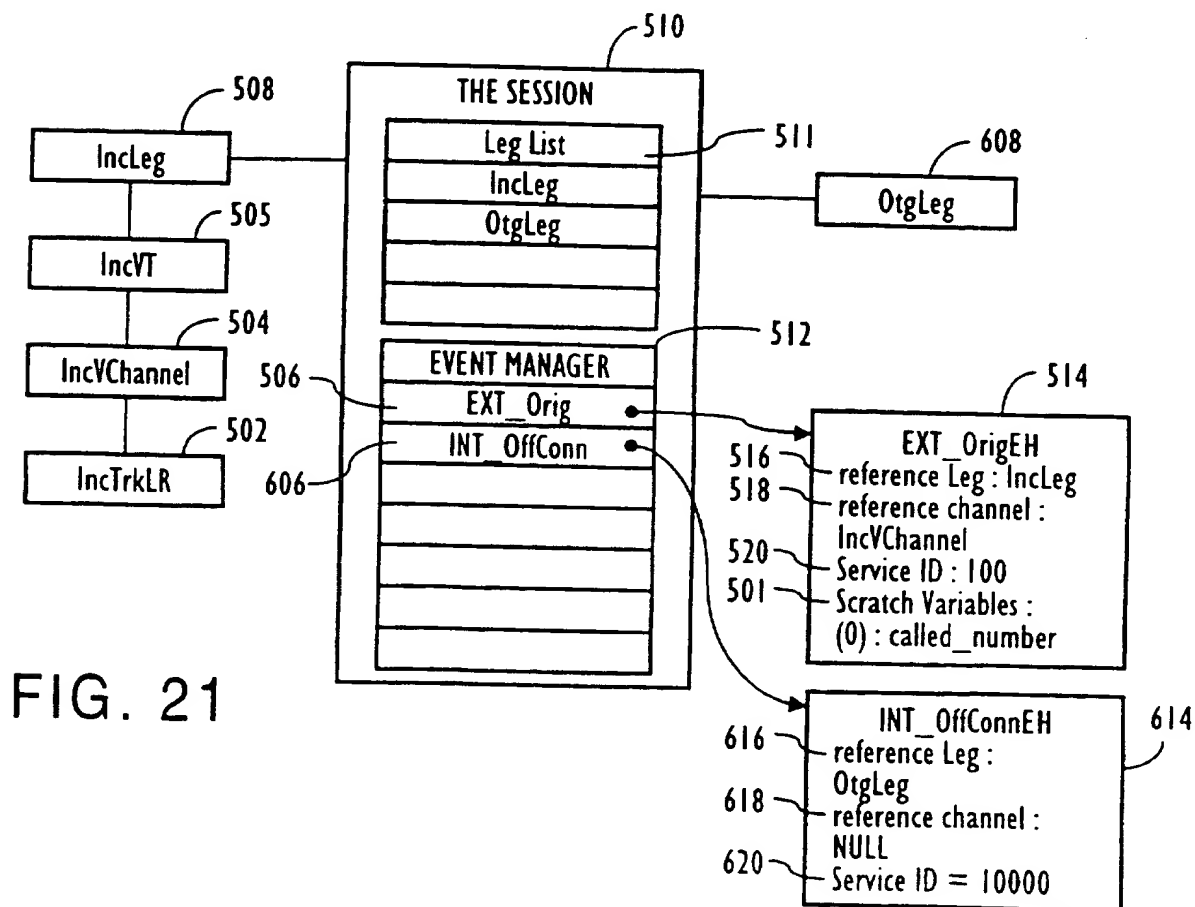 510
THE SESSION
508
IncLeg
Leg List
511
IncLeg
608
OtgLeg
OtgLeg
505
IncVT
504
IncVChannel
512
EVENT MANAGER
506
EXT_Orig
502
IncTrkLR
606
INT_OffConn
514
EXT_OrigEH
516
reference Leg : IncLeg
518
reference channel :
IncVChannel
520
Service ID : 100
501
Scratch Variables :
(0) : called_number
FIG. 21
614
INT_OffConnEH
616
reference Leg :
OtgLeg
618
reference channel :
NULL
620
Service ID = 10000